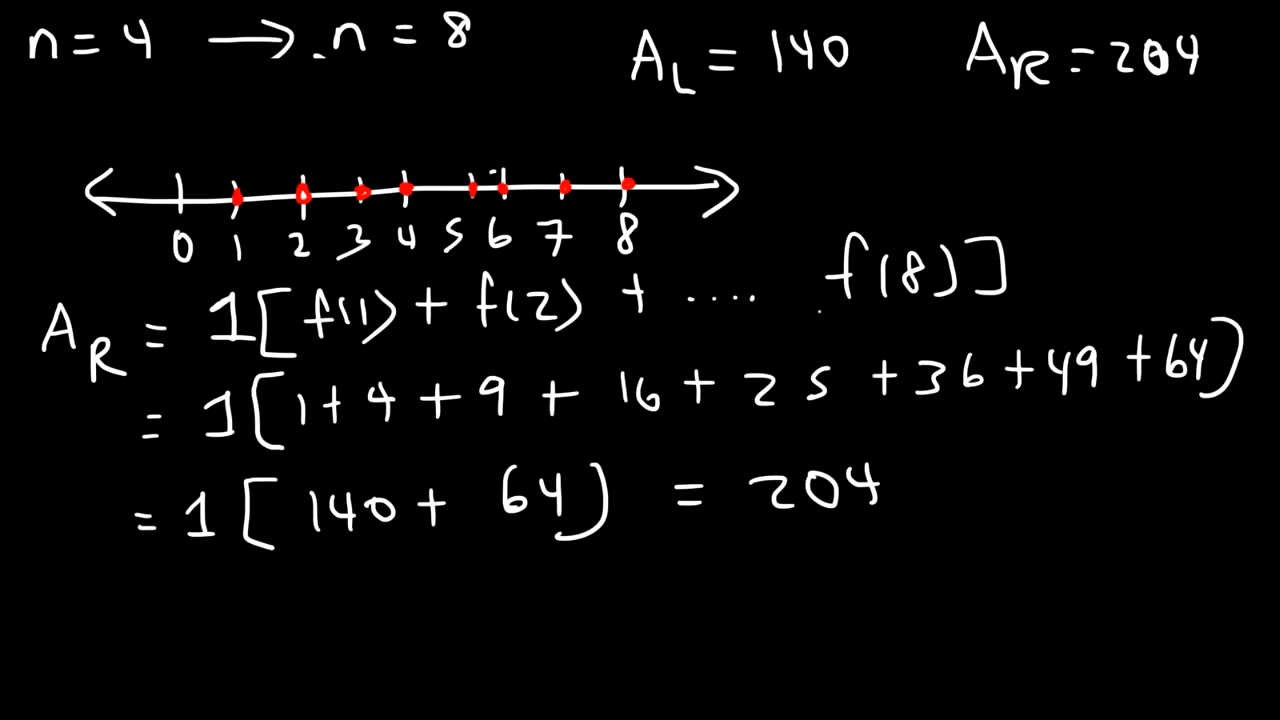 n = 4 → n = 8 A_L = 140 A_R = 204
0 1 2 3 4 5 6 7 8
A_R = 1[f(1) + f(2) + .... f(8)]
= 1[1 + 4 + 9 + 16 + 25 + 36 + 49 + 64)
= 1[140 + 64) = 204